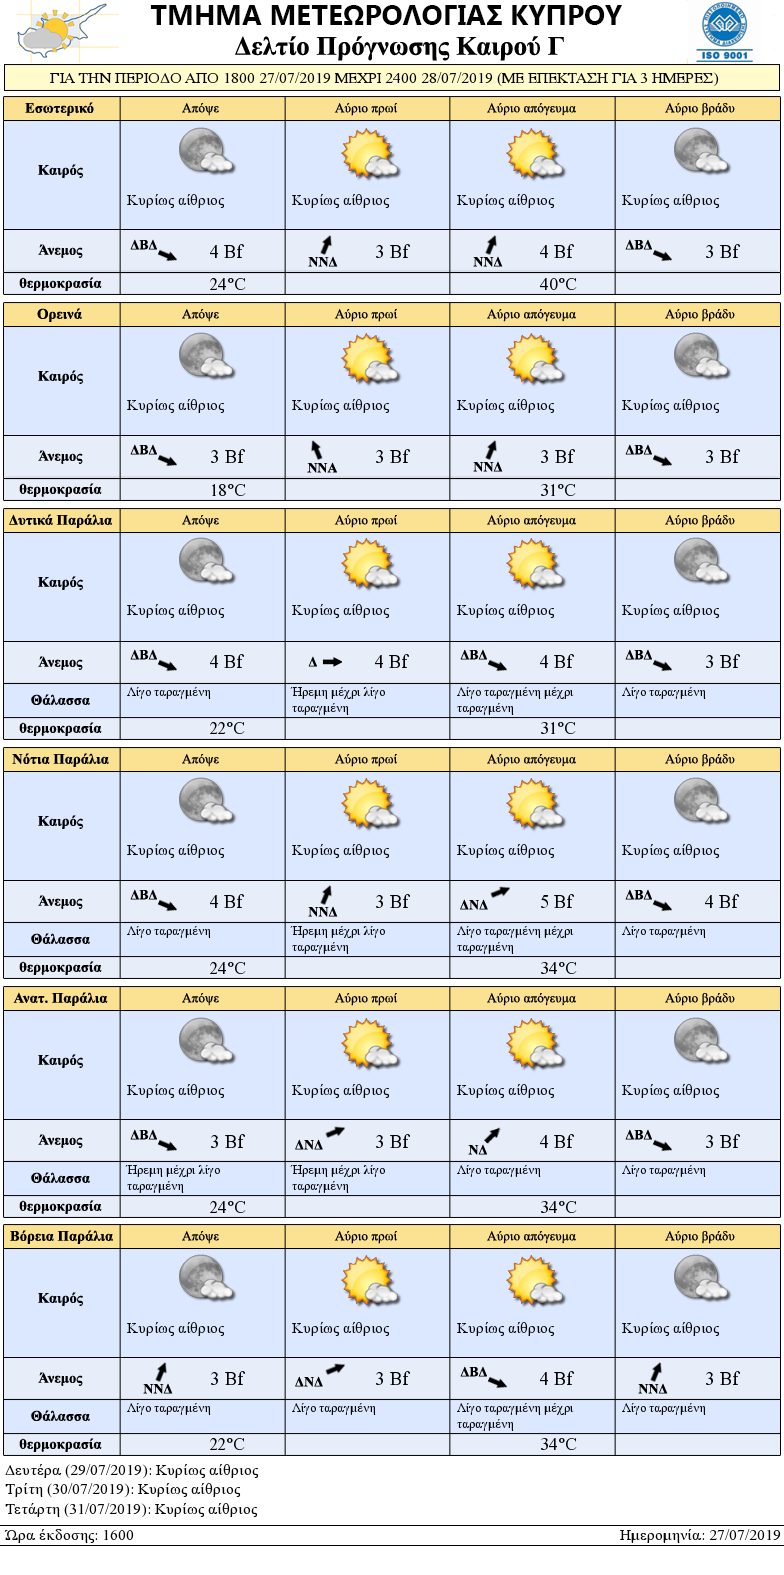 ΤΜΗΜΑ ΜΕΤΕΩΡΟΛΟΓΙΑΣ ΚΥΠΡΟΥ
Δελτίο Πρόγνωσης Καιρού Γ
ISO 9001
ΓΙΑ ΤΗΝ ΠΕΡΙΟΔΟ ΑΠΟ 1800 27/07/2019 ΜΕΧΡΙ 2400 28/07/2019 (ΜΕ ΕΠΕΚΤΑΣΗ ΓΙΑ 3 ΗΜΕΡΕΣ)
Εσωτερικό Απόψε Αύριο πρωί Αύριο απόγευμα Αύριο βράδυ
Καιρός Κυρίως αίθριος Κυρίως αίθριος Κυρίως αίθριος Κυρίως αίθριος
Άνεμος ΔΒΔ 4 Bf ΝΝΔ 3 Bf ΝΝΔ 4 Bf ΔΒΔ 3 Bf
θερμοκρασία 24°C 40°C
Ορεινά Απόψε Αύριο πρωί Αύριο απόγευμα Αύριο βράδυ
Καιρός Κυρίως αίθριος Κυρίως αίθριος Κυρίως αίθριος Κυρίως αίθριος
Άνεμος ΔΒΔ 3 Bf ΝΝΑ 3 Bf ΝΝΔ 3 Bf ΔΒΔ 3 Bf
θερμοκρασία 18°C 31°C
Δυτικά Παράλια Απόψε Αύριο πρωί Αύριο απόγευμα Αύριο βράδυ
Καιρός Κυρίως αίθριος Κυρίως αίθριος Κυρίως αίθριος Κυρίως αίθριος
Άνεμος ΔΒΔ 4 Bf Δ 4 Bf ΔΒΔ 4 Bf ΔΒΔ 3 Bf
Θάλασσα Λίγο ταραγμένη Ήρεμη μέχρι λίγο ταραγμένη Λίγο ταραγμένη μέχρι ταραγμένη Λίγο ταραγμένη
θερμοκρασία 22°C 31°C
Νότια Παράλια Απόψε Αύριο πρωί Αύριο απόγευμα Αύριο βράδυ
Καιρός Κυρίως αίθριος Κυρίως αίθριος Κυρίως αίθριος Κυρίως αίθριος
Άνεμος ΔΒΔ 4 Bf ΝΝΔ 3 Bf ΔΝΔ 5 Bf ΔΒΔ 4 Bf
Θάλασσα Λίγο ταραγμένη Ήρεμη μέχρι λίγο ταραγμένη Λίγο ταραγμένη μέχρι ταραγμένη Λίγο ταραγμένη
θερμοκρασία 24°C 34°C
Ανατ. Παράλια Απόψε Αύριο πρωί Αύριο απόγευμα Αύριο βράδυ
Καιρός Κυρίως αίθριος Κυρίως αίθριος Κυρίως αίθριος Κυρίως αίθριος
Άνεμος ΔΒΔ 3 Bf ΔΝΔ 3 Bf ΝΔ 4 Bf ΔΒΔ 3 Bf
Θάλασσα Ήρεμη μέχρι λίγο ταραγμένη Ήρεμη μέχρι λίγο ταραγμένη Λίγο ταραγμένη Λίγο ταραγμένη
θερμοκρασία 24°C 34°C
Βόρεια Παράλια Απόψε Αύριο πρωί Αύριο απόγευμα Αύριο βράδυ
Καιρός Κυρίως αίθριος Κυρίως αίθριος Κυρίως αίθριος Κυρίως αίθριος
Άνεμος ΝΝΔ 3 Bf ΔΝΔ 3 Bf ΔΒΔ 4 Bf ΝΝΔ 3 Bf
Θάλασσα Λίγο ταραγμένη Λίγο ταραγμένη Λίγο ταραγμένη μέχρι ταραγμένη Λίγο ταραγμένη
θερμοκρασία 22°C 34°C
Δευτέρα (29/07/2019): Κυρίως αίθριος
Τρίτη (30/07/2019): Κυρίως αίθριος
Τετάρτη (31/07/2019): Κυρίως αίθριος
Ώρα έκδοσης: 1600 Ημερομηνία: 27/07/2019